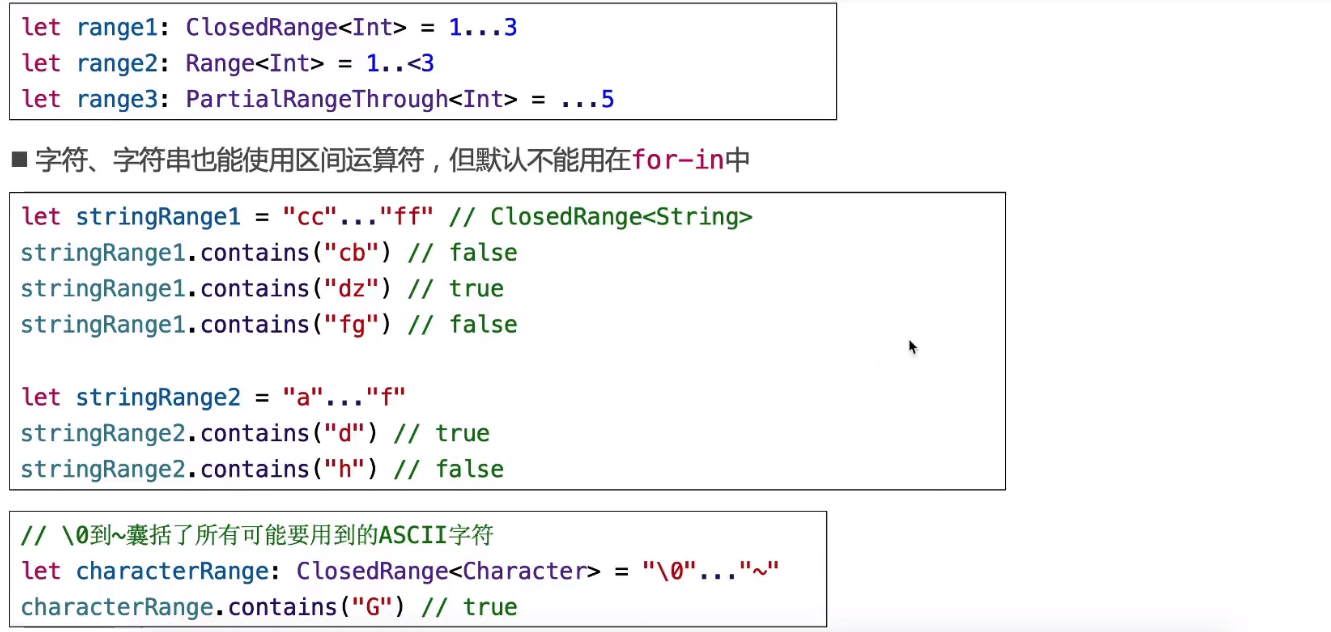 let range1: ClosedRange<Int> = 1...3
let range2: Range<Int> = 1..<3
let range3: PartialRangeThrough<Int> = ...5
■ 字符、字符串也能使用区间运算符，但默认不能用在for-in中
let stringRange1 = "cc"..."ff" // ClosedRange<String>
stringRange1.contains("cb") // false
stringRange1.contains("dz") // true
stringRange1.contains("fg") // false
let stringRange2 = "a"..."f"
stringRange2.contains("d") // true
stringRange2.contains("h") // false
// \0到~囊括了所有可能要用到的ASCII字符
let characterRange: ClosedRange<Character> = "\0"..."~"
characterRange.contains("G") // true